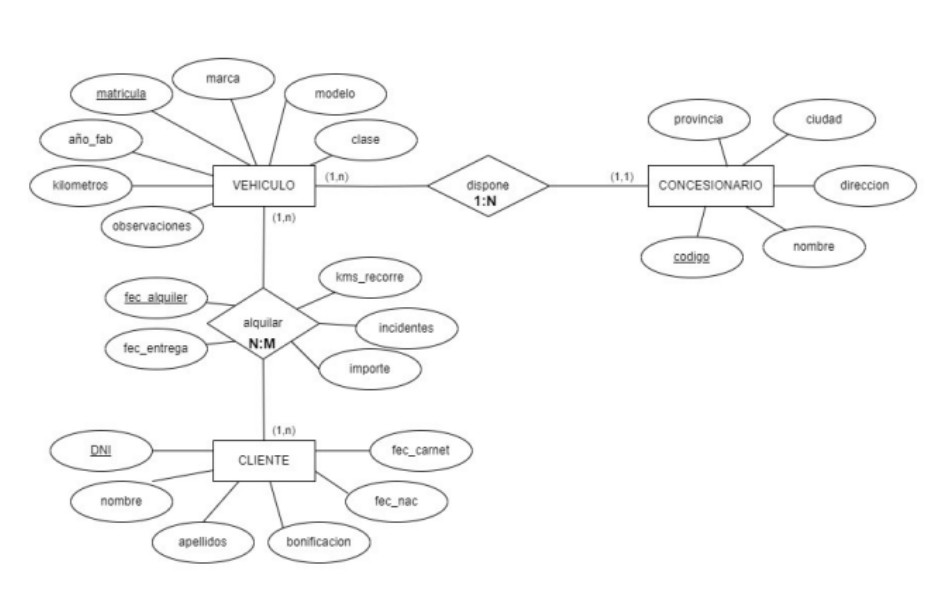 marca
matricula
modelo
provincia
ciudad
año_fab
clase
kilometros
VEHICULO
(1,n)
dispone
1:N
(1,1)
CONCESIONARIO
direccion
observaciones
(1,n)
codigo
nombre
fec_alquiler
kms_recorre
alquilar
N:M
incidentes
fec_entrega
importe
(1,n)
DNI
CLIENTE
fec_carnet
nombre
fec_nac
apellidos
bonificacion